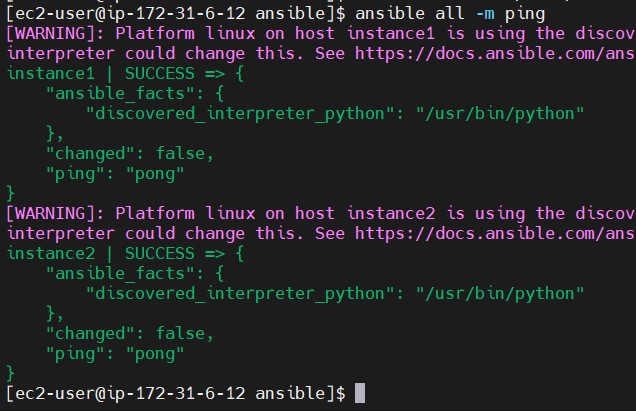 [ec2-user@ip-172-31-6-12 ansible]$ ansible all -m ping
[WARNING]: Platform linux on host instance1 is using the discov
interpreter could change this. See https://docs.ansible.com/ans
instance1 | SUCCESS => {
    "ansible_facts": {
        "discovered_interpreter_python": "/usr/bin/python"
    },
    "changed": false,
    "ping": "pong"
}
[WARNING]: Platform linux on host instance2 is using the discov
interpreter could change this. See https://docs.ansible.com/ans
instance2 | SUCCESS => {
    "ansible_facts": {
        "discovered_interpreter_python": "/usr/bin/python"
    },
    "changed": false,
    "ping": "pong"
}
[ec2-user@ip-172-31-6-12 ansible]$